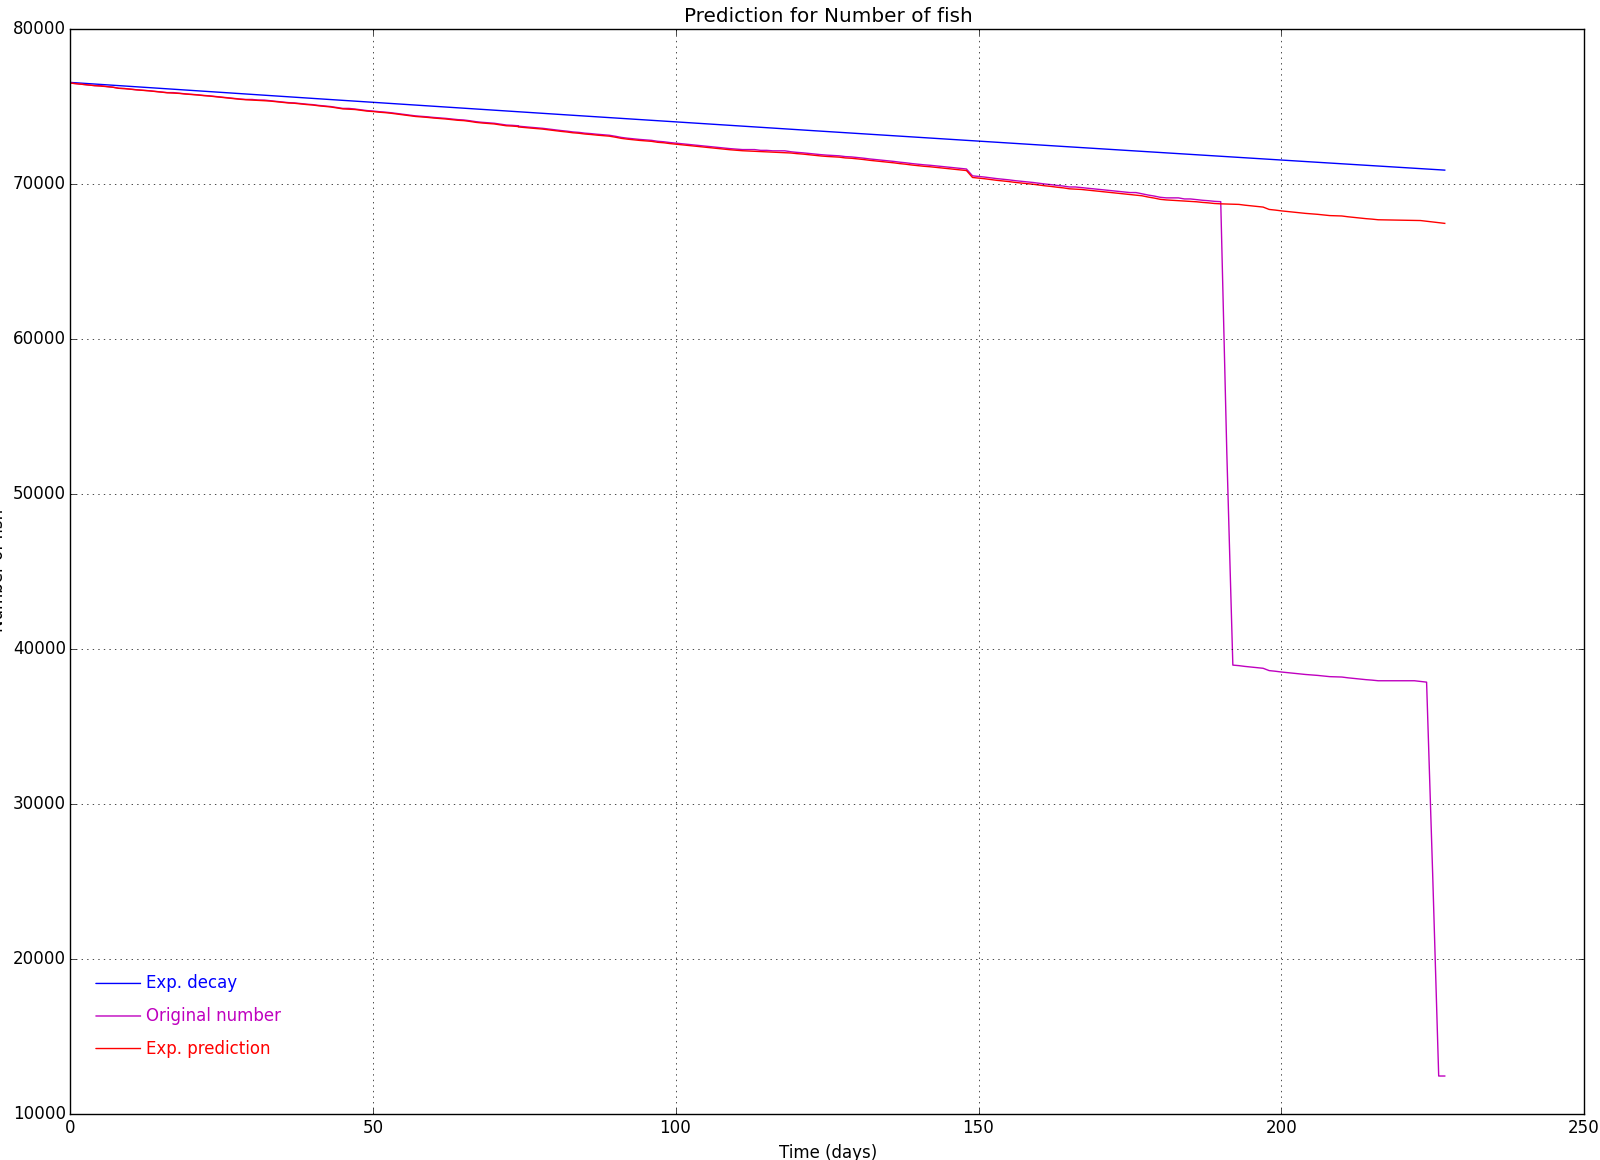 Prediction for Number of fish
80000
70000
60000
50000
40000
30000
20000
10000
0
50
100
150
200
250
Time (days)
Exp. decay
Original number
Exp. prediction